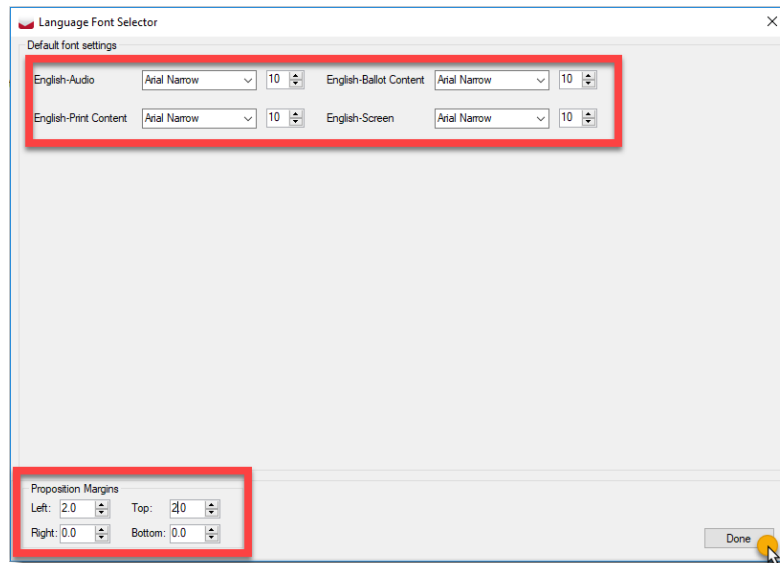 Language Font Selector
Default font settings
English-Audio Arial Narrow 10 English-Ballot Content Arial Narrow 10
English-Print Content Arial Narrow 10 English-Screen Arial Narrow 10
Proposition Margins
Left: 2.0 Top: 2.0
Right: 0.0 Bottom: 0.0
Done